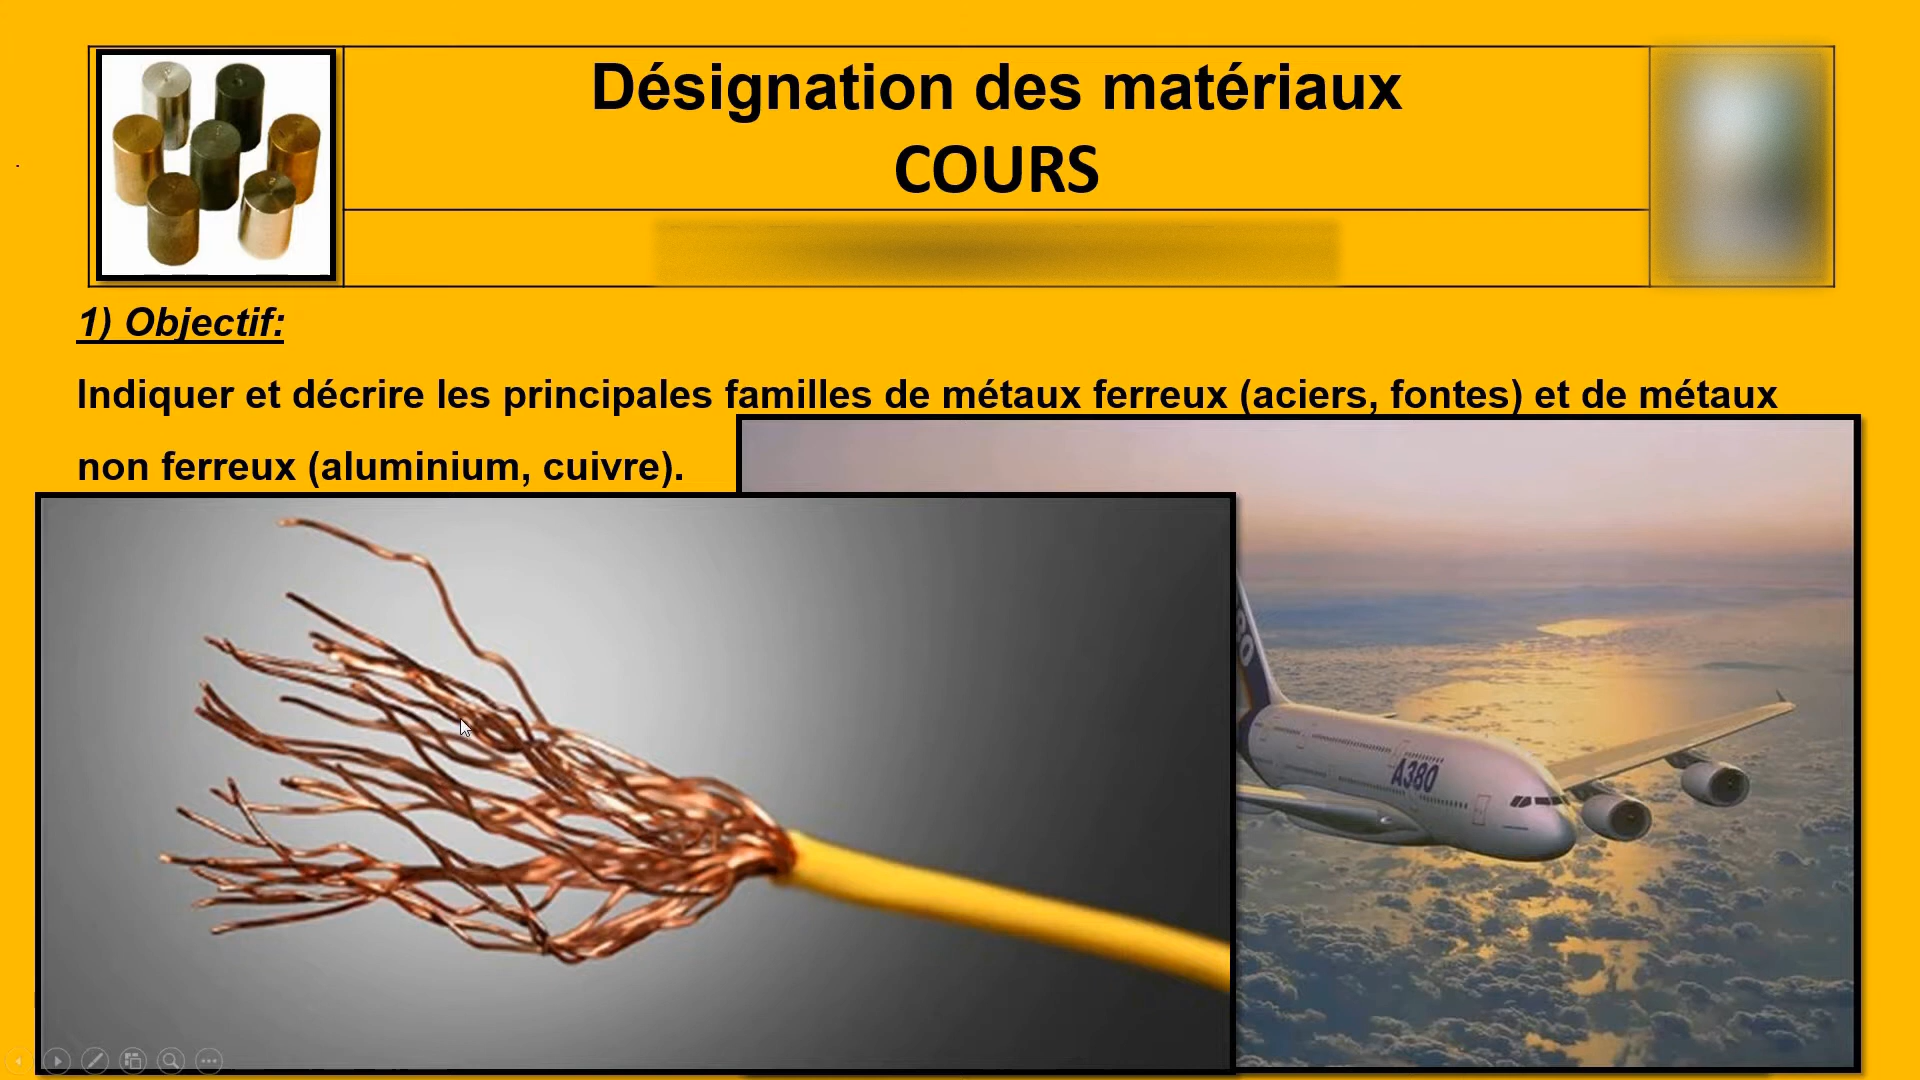 Désignation des matériaux
COURS
1) Objectif:
Indiquer et décrire les principales familles de métaux ferreux (aciers, fontes) et de métaux
non ferreux (aluminium, cuivre).
A380